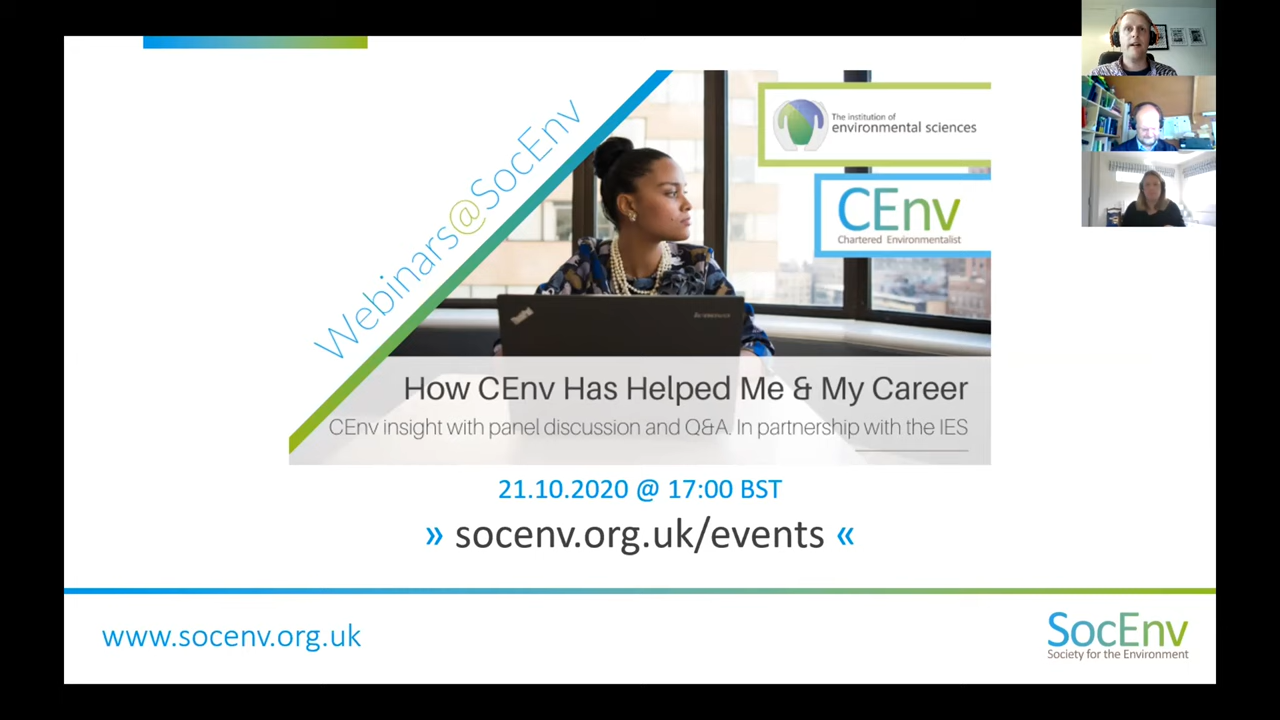 Webinars@SocEnv
The institution of
environmental sciences
CEnv
Chartered Environmentalist
ThinkPad
lenovo
How CEnv Has Helped Me & My Career
CEnv insight with panel discussion and Q&A. In partnership with the IES
21.10.2020 @ 17:00 BST
» socenv.org.uk/events «
www.socenv.org.uk
SocEnv
Society for the Environment